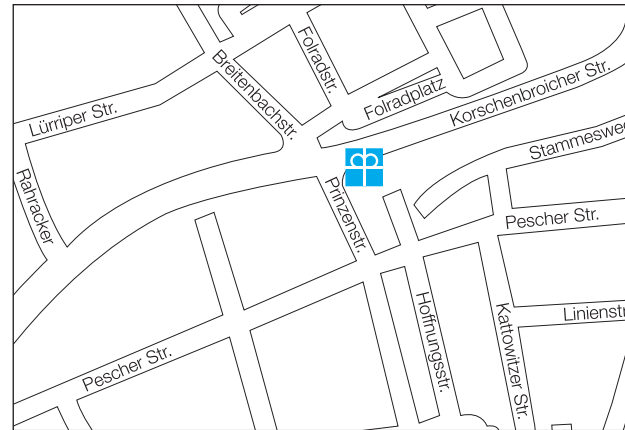 Folradstr.
Breitenbachstr.
Folradplatz
Korschenbroicher Str.
Lürriper Str.
Stammesweg
Rahracker
Prinzenstr.
Pescher Str.
Hoffnungsstr.
Kattowitzer Str.
Linienstr
Pescher Str.